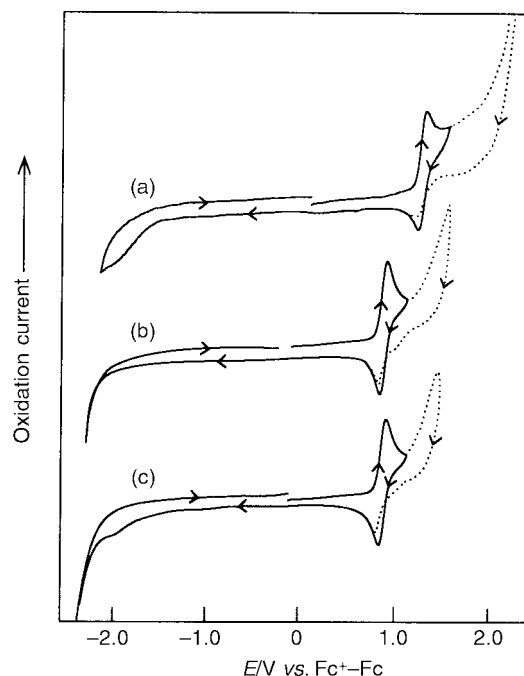 (a)
(b)
(c)
Oxidation current
−2.0 −1.0 0 1.0 2.0
E/V vs. Fc⁺–Fc